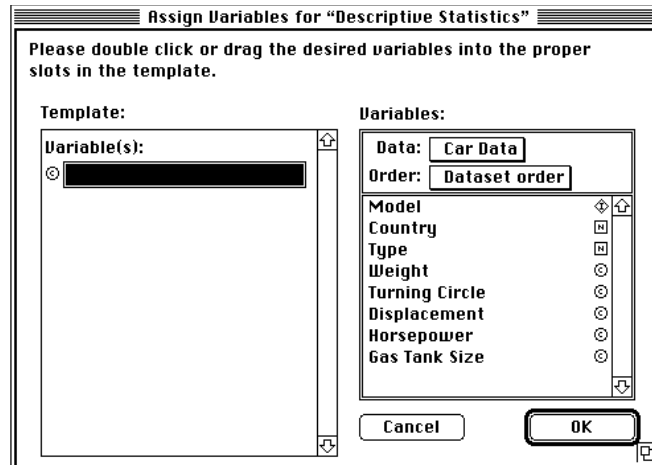 Assign Variables for “Descriptive Statistics”
Please double click or drag the desired variables into the proper
slots in the template.
Template:
Variable(s):
C
Variables:
Data: Car Data
Order: Dataset order
Model I
Country N
Type N
Weight C
Turning Circle C
Displacement C
Horsepower C
Gas Tank Size C
Cancel OK